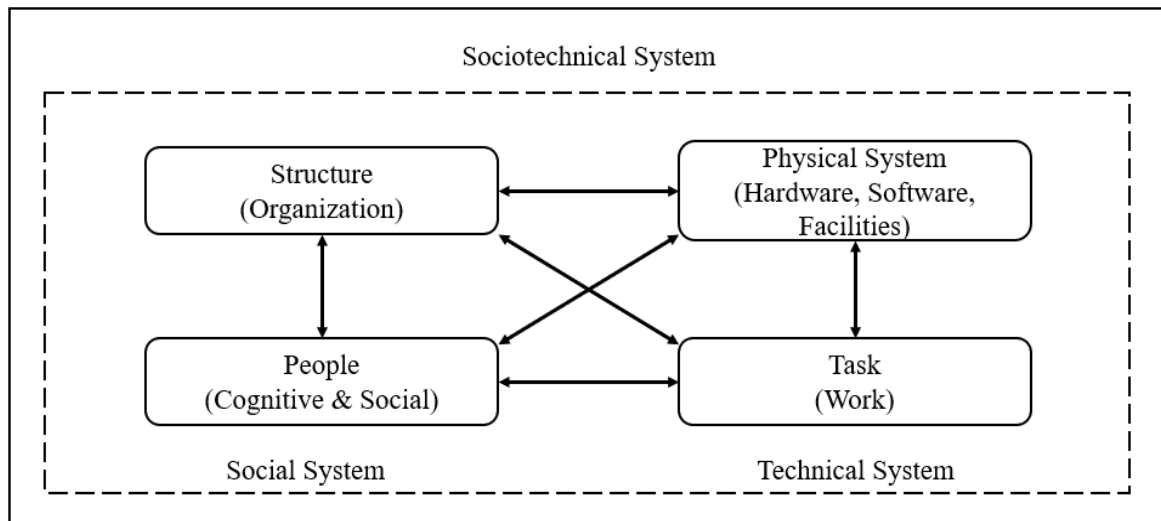 Sociotechnical System
Structure
(Organization)
Physical System
(Hardware, Software,
Facilities)
People
(Cognitive & Social)
Task
(Work)
Social System
Technical System